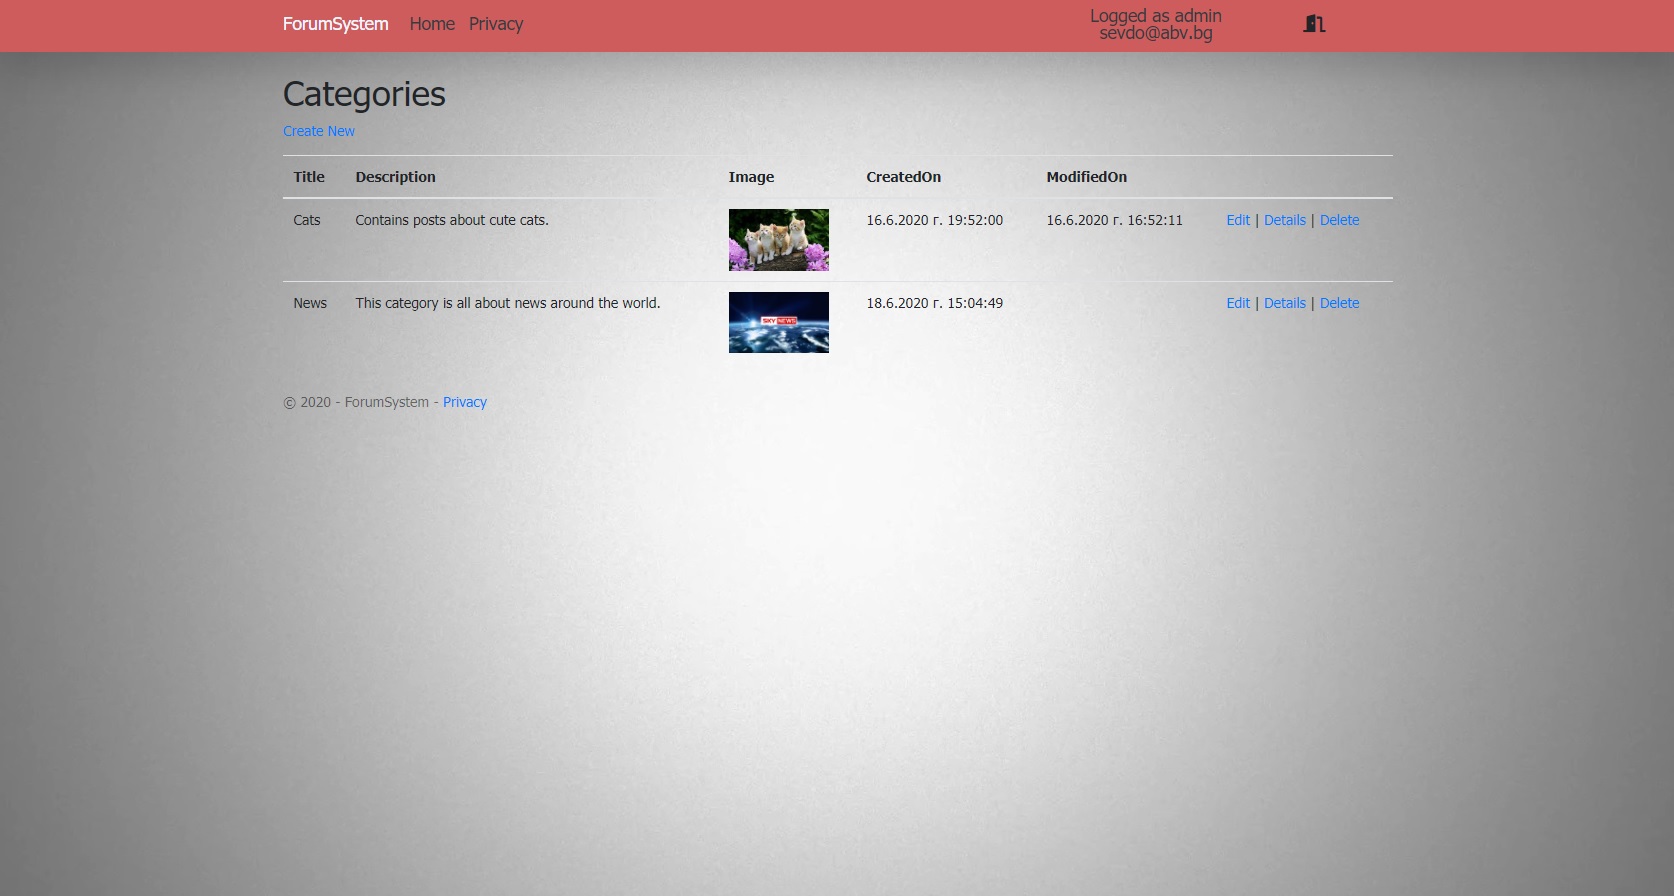 ForumSystem Home Privacy
Logged as admin
sevdo@abv.bg
Categories
Create New
Title Description Image CreatedOn ModifiedOn
Cats Contains posts about cute cats. 16.6.2020 г. 19:52:00 16.6.2020 г. 16:52:11 Edit | Details | Delete
News This category is all about news around the world. SKY NEWS 18.6.2020 г. 15:04:49 Edit | Details | Delete
© 2020 - ForumSystem - Privacy